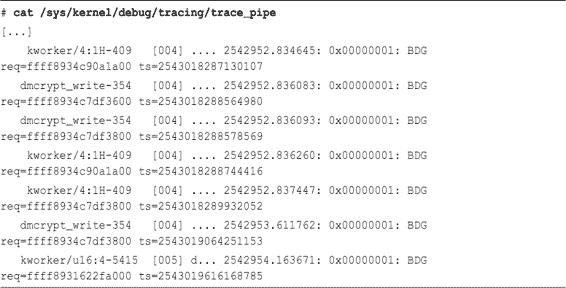 # cat /sys/kernel/debug/tracing/trace_pipe
[...]
kworker/4:1H-409 [004] .... 2542952.834645: 0x00000001: BDG
req=ffff8934c90a1a00 ts=2543018287130107
dmcrypt_write-354 [004] .... 2542952.836083: 0x00000001: BDG
req=ffff8934c7df3600 ts=2543018288564980
dmcrypt_write-354 [004] .... 2542952.836093: 0x00000001: BDG
req=ffff8934c7df3800 ts=2543018288578569
kworker/4:1H-409 [004] .... 2542952.836260: 0x00000001: BDG
req=ffff8934c90a1a00 ts=2543018288744416
kworker/4:1H-409 [004] .... 2542952.837447: 0x00000001: BDG
req=ffff8934c7df3800 ts=2543018289932052
dmcrypt_write-354 [004] .... 2542953.611762: 0x00000001: BDG
req=ffff8934c7df3800 ts=2543019064251153
kworker/u16:4-5415 [005] d... 2542954.163671: 0x00000001: BDG
req=ffff8931622fa000 ts=2543019616168785